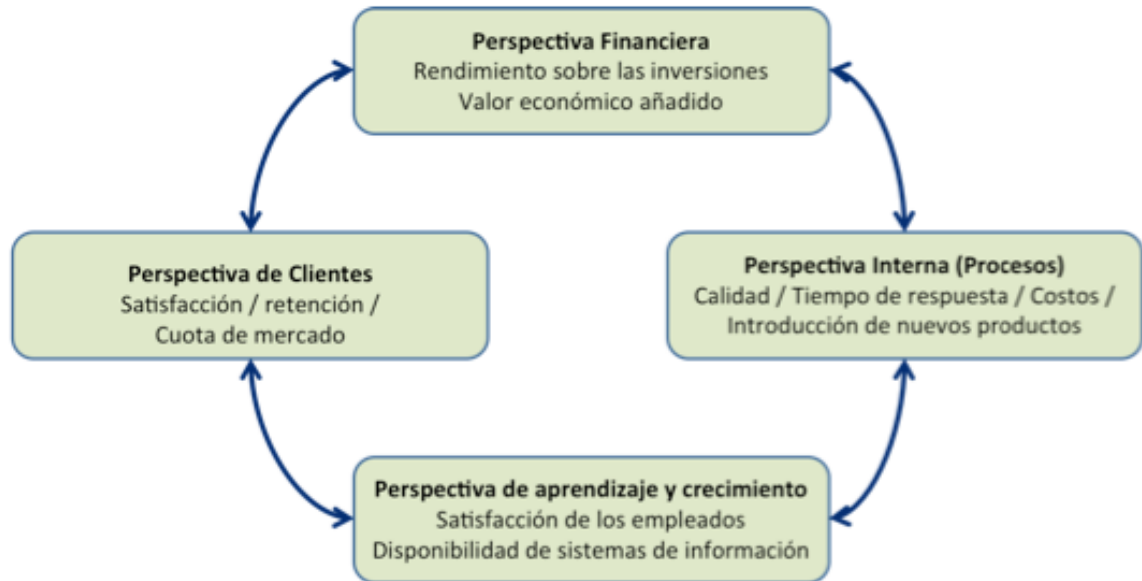 Perspectiva Financiera
Rendimiento sobre las inversiones
Valor económico añadido
Perspectiva de Clientes
Satisfacción / retención /
Cuota de mercado
Perspectiva Interna (Procesos)
Calidad / Tiempo de respuesta / Costos /
Introducción de nuevos productos
Perspectiva de aprendizaje y crecimiento
Satisfacción de los empleados
Disponibilidad de sistemas de información